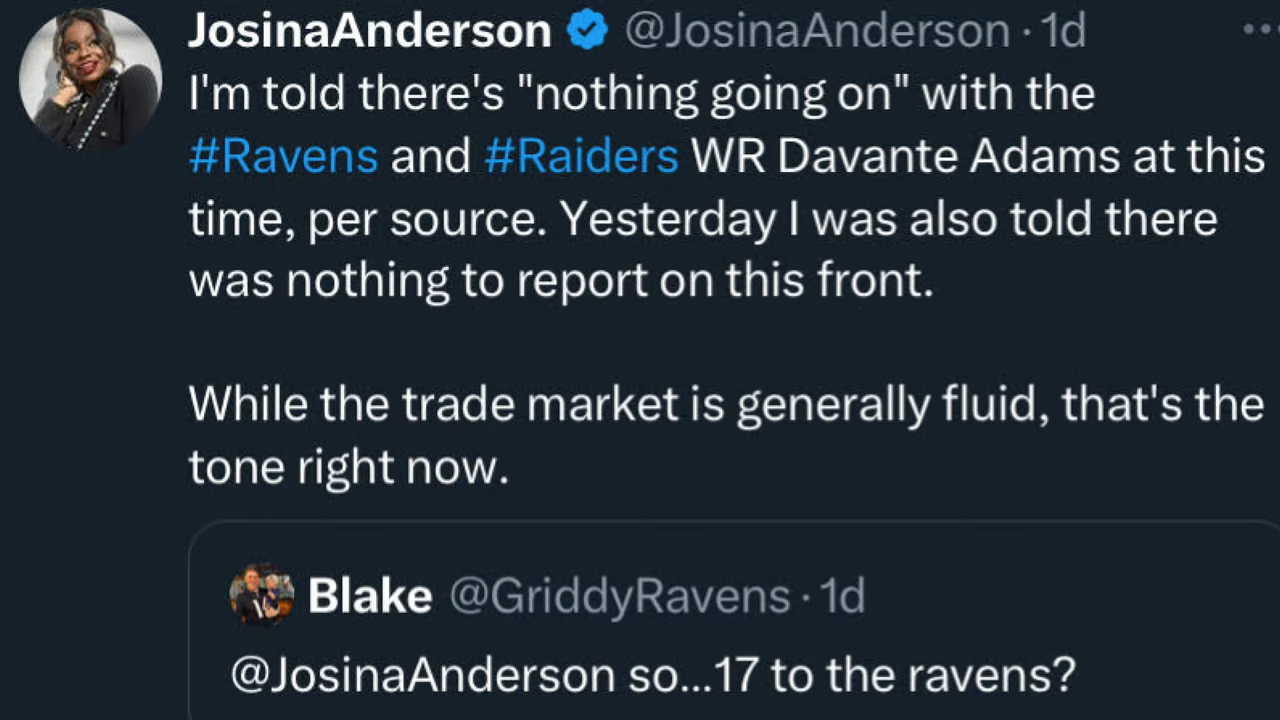 JosinaAnderson @JosinaAnderson · 1d
I'm told there's "nothing going on" with the
#Ravens and #Raiders WR Davante Adams at this
time, per source. Yesterday I was also told there
was nothing to report on this front.
While the trade market is generally fluid, that's the
tone right now.
Blake @GriddyRavens · 1d
@JosinaAnderson so...17 to the ravens?